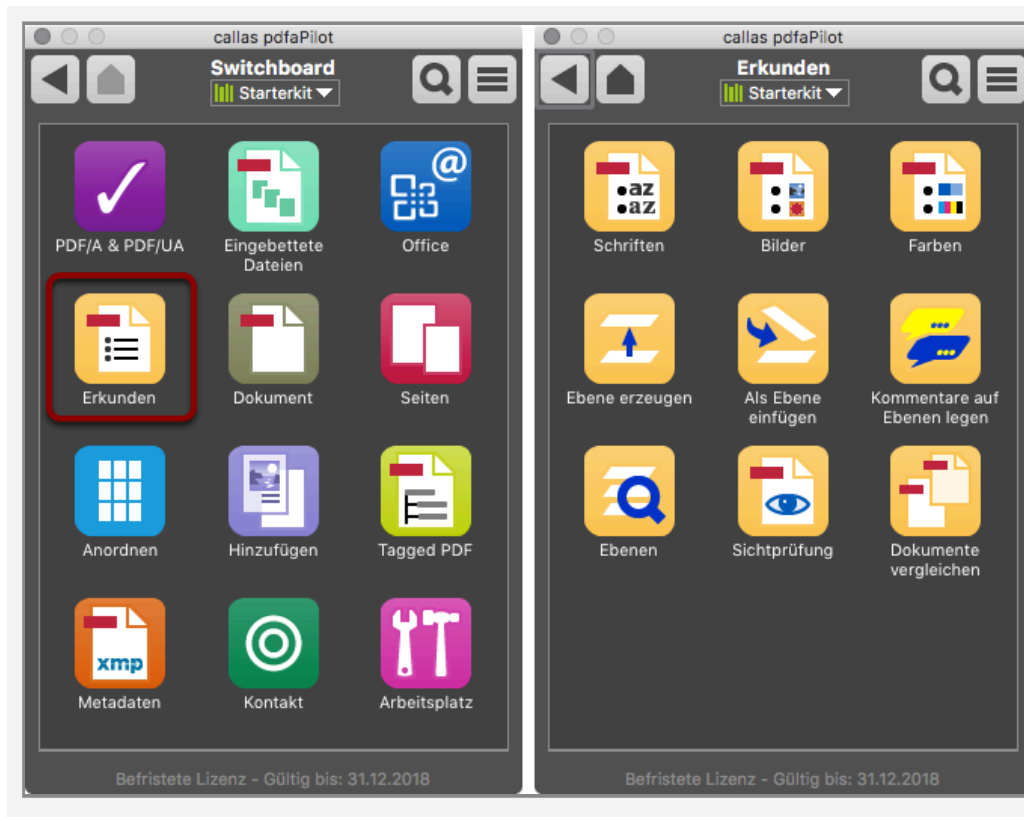 callas pdfaPilot
Switchboard
Starterkit
PDF/A & PDF/UA
Eingebettete
Dateien
@
Office
Erkunden
Dokument
Seiten
Anordnen
Hinzufügen
Tagged PDF
xmp
Metadaten
Kontakt
Arbeitsplatz
Befristete Lizenz - Gültig bis: 31.12.2018
callas pdfaPilot
Erkunden
Starterkit
az
az
Schriften
Bilder
Farben
Ebene erzeugen
Als Ebene
einfügen
Kommentare auf
Ebenen legen
Ebenen
Sichtprüfung
Dokumente
vergleichen
Befristete Lizenz - Gültig bis: 31.12.2018